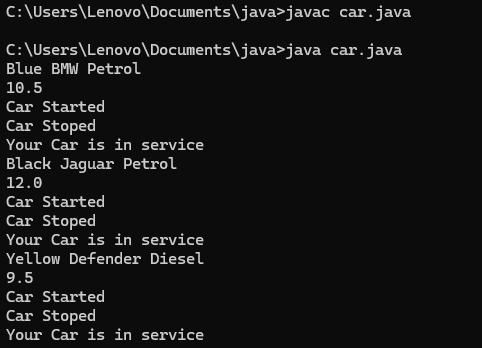 C:\Users\Lenovo\Documents\java>javac car.java
C:\Users\Lenovo\Documents\java>java car.java
Blue BMW Petrol
10.5
Car Started
Car Stoped
Your Car is in service
Black Jaguar Petrol
12.0
Car Started
Car Stoped
Your Car is in service
Yellow Defender Diesel
9.5
Car Started
Car Stoped
Your Car is in service